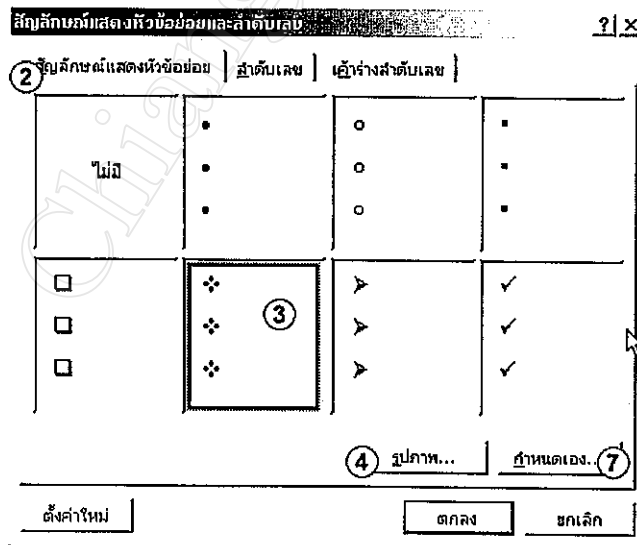 สัญลักษณ์แสดงหัวข้อย่อยและลำดับเลข ? ×
② สัญลักษณ์แสดงหัวข้อย่อย ลำดับเลข เค้าร่างลำดับเลข
ไม่มี
③
④ รูปภาพ... กำหนดเอง... ⑦
ตั้งค่าใหม่ ตกลง ยกเลิก
Chiang